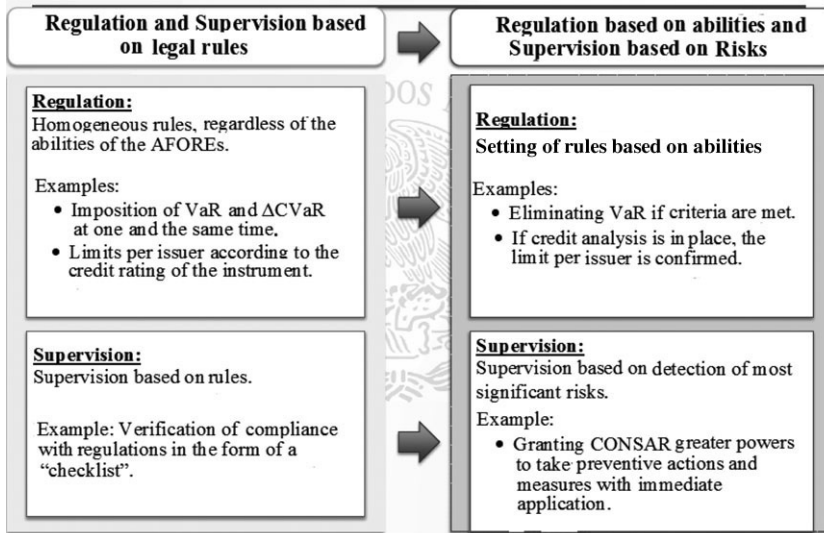 Regulation and Supervision based
on legal rules
Regulation based on abilities and
Supervision based on Risks
Regulation:
Homogeneous rules, regardless of the
abilities of the AFOREs.
Examples:
• Imposition of VaR and ΔCVaR
at one and the same time.
• Limits per issuer according to the
credit rating of the instrument.
DOS
Regulation:
Setting of rules based on abilities
Examples:
• Eliminating VaR if criteria are met.
• If credit analysis is in place, the
limit per issuer is confirmed.
Supervision:
Supervision based on rules.
Example: Verification of compliance
with regulations in the form of a
“checklist”.
Supervision:
Supervision based on detection of most
significant risks.
Example:
• Granting CONSAR greater powers
to take preventive actions and
measures with immediate
application.